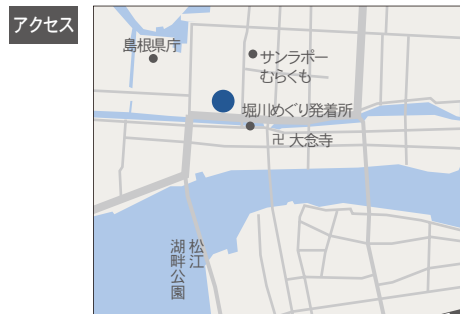 アクセス
島根県庁
サンラポー
むらくも
堀川めぐり発着所
卍 大念寺
松江
湖畔公園